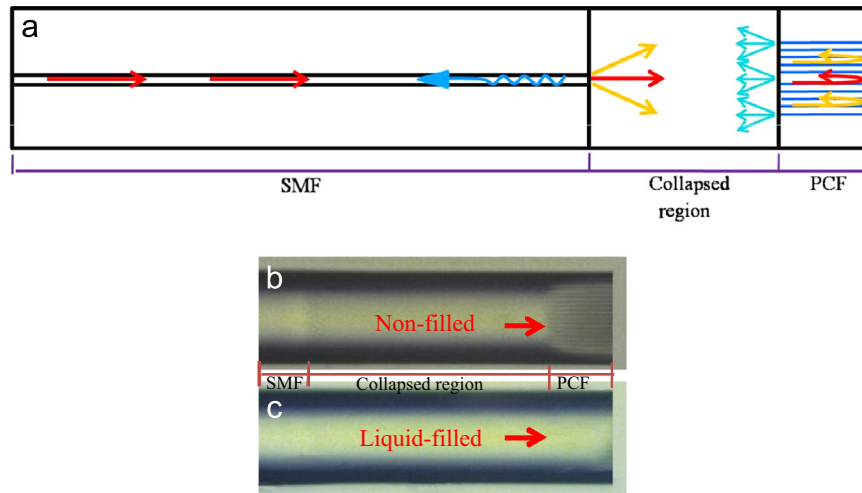 a
SMF
Collapsed
region
PCF
b
Non-filled
SMF
Collapsed region
PCF
c
Liquid-filled